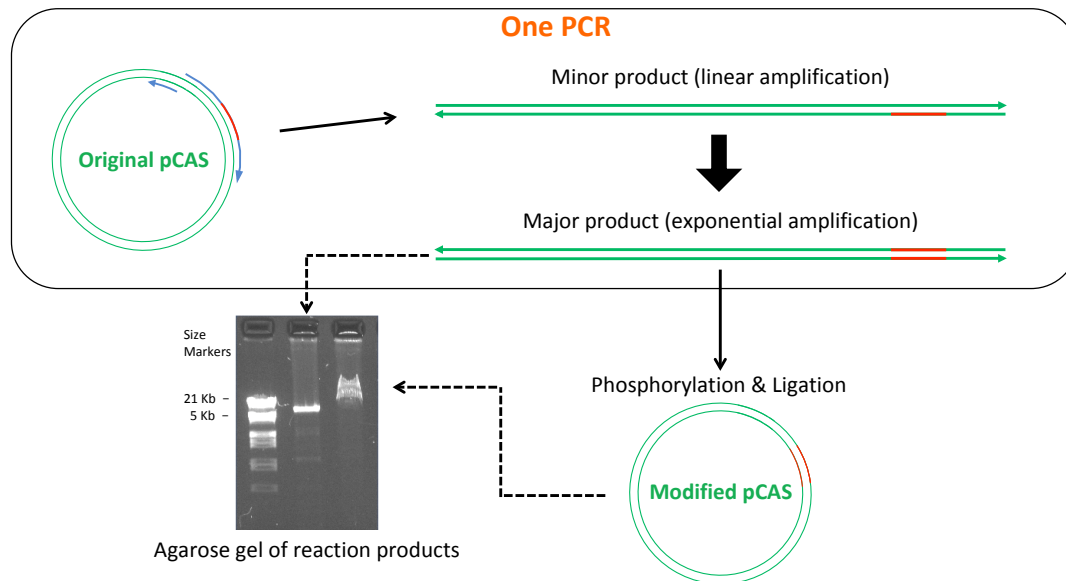 One PCR
Minor product (linear amplification)
Original pCAS
Major product (exponential amplification)
Size
Markers
21 Kb –
5 Kb –
Phosphorylation & Ligation
Modified pCAS
Agarose gel of reaction products